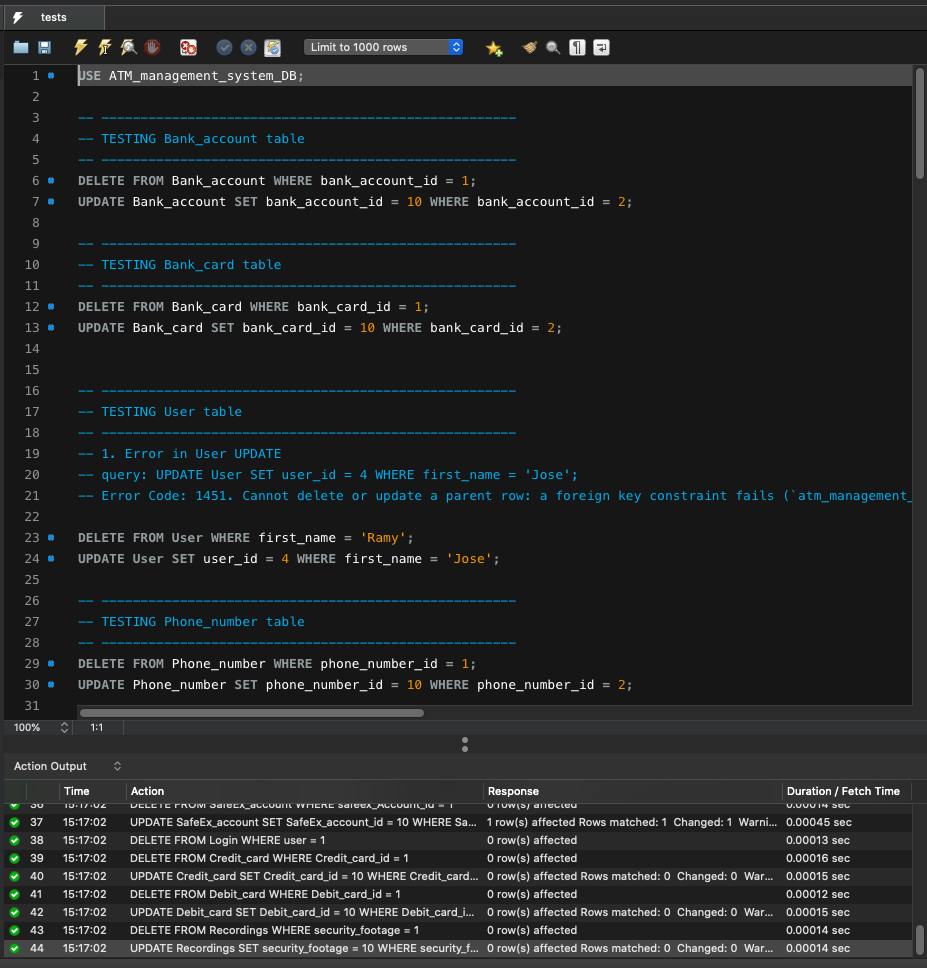 tests
Limit to 1000 rows
1 USE ATM_management_system_DB;
2
3 -- -----------------------------------------------------
4 -- TESTING Bank_account table
5 -- -----------------------------------------------------
6 DELETE FROM Bank_account WHERE bank_account_id = 1;
7 UPDATE Bank_account SET bank_account_id = 10 WHERE bank_account_id = 2;
8
9 -- -----------------------------------------------------
10 -- TESTING Bank_card table
11 -- -----------------------------------------------------
12 DELETE FROM Bank_card WHERE bank_card_id = 1;
13 UPDATE Bank_card SET bank_card_id = 10 WHERE bank_card_id = 2;
14
15
16 -- -----------------------------------------------------
17 -- TESTING User table
18 -- -----------------------------------------------------
19 -- 1. Error in User UPDATE
20 -- query: UPDATE User SET user_id = 4 WHERE first_name = 'Jose';
21 -- Error Code: 1451. Cannot delete or update a parent row: a foreign key constraint fails (`atm_management_
22
23 DELETE FROM User WHERE first_name = 'Ramy';
24 UPDATE User SET user_id = 4 WHERE first_name = 'Jose';
25
26 -- -----------------------------------------------------
27 -- TESTING Phone_number table
28 -- -----------------------------------------------------
29 DELETE FROM Phone_number WHERE phone_number_id = 1;
30 UPDATE Phone_number SET phone_number_id = 10 WHERE phone_number_id = 2;
31
100% 1:1
Action Output
Time Action Response Duration / Fetch Time
36 15:17:02 DELETE FROM SafeEx_account WHERE safeex_Account_id = 1 0 row(s) affected 0.00014 sec
37 15:17:02 UPDATE SafeEx_account SET SafeEx_account_id = 10 WHERE Sa... 1 row(s) affected Rows matched: 1 Changed: 1 Warni... 0.00045 sec
38 15:17:02 DELETE FROM Login WHERE user = 1 0 row(s) affected 0.00013 sec
39 15:17:02 DELETE FROM Credit_card WHERE Credit_card_id = 1 0 row(s) affected 0.00016 sec
40 15:17:02 UPDATE Credit_card SET Credit_card_id = 10 WHERE Credit_card... 0 row(s) affected Rows matched: 0 Changed: 0 War... 0.00015 sec
41 15:17:02 DELETE FROM Debit_card WHERE Debit_card_id = 1 0 row(s) affected 0.00012 sec
42 15:17:02 UPDATE Debit_card SET Debit_card_id = 10 WHERE Debit_card_i... 0 row(s) affected Rows matched: 0 Changed: 0 War... 0.00015 sec
43 15:17:02 DELETE FROM Recordings WHERE security_footage = 1 0 row(s) affected 0.00014 sec
44 15:17:02 UPDATE Recordings SET security_footage = 10 WHERE security_f... 0 row(s) affected Rows matched: 0 Changed: 0 War... 0.00014 sec